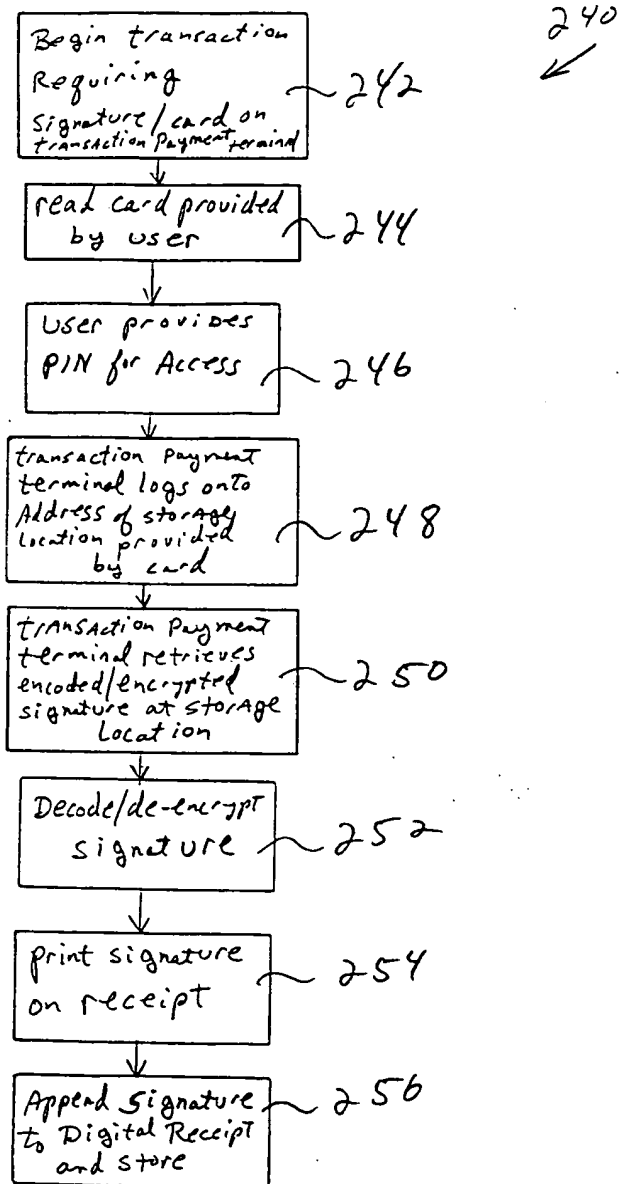 240
Begin transaction
Requiring
Signature/card on
transaction Payment terminal
242
read card provided
by user
244
User provides
PIN for Access
246
transaction Payment
terminal logs onto
Address of storage
Location provided
by card
248
transaction Payment
terminal retrieves
encoded/encrypted
signature at storage
Location
250
Decode/de-encrypt
signature
252
print signature
on receipt
254
Append Signature
to Digital Receipt
and store
256